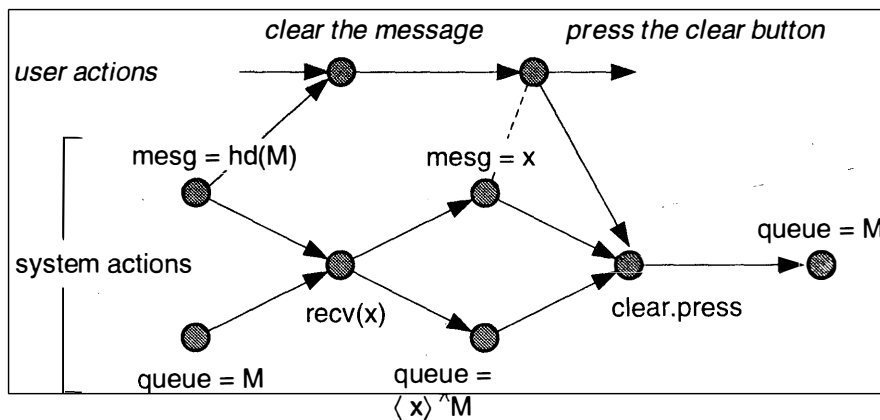 clear the message
press the clear button
user actions
mesg = hd(M)
mesg = x
queue = M
system actions
recv(x)
clear.press
queue = M
queue =
⟨ x ⟩ ^ M